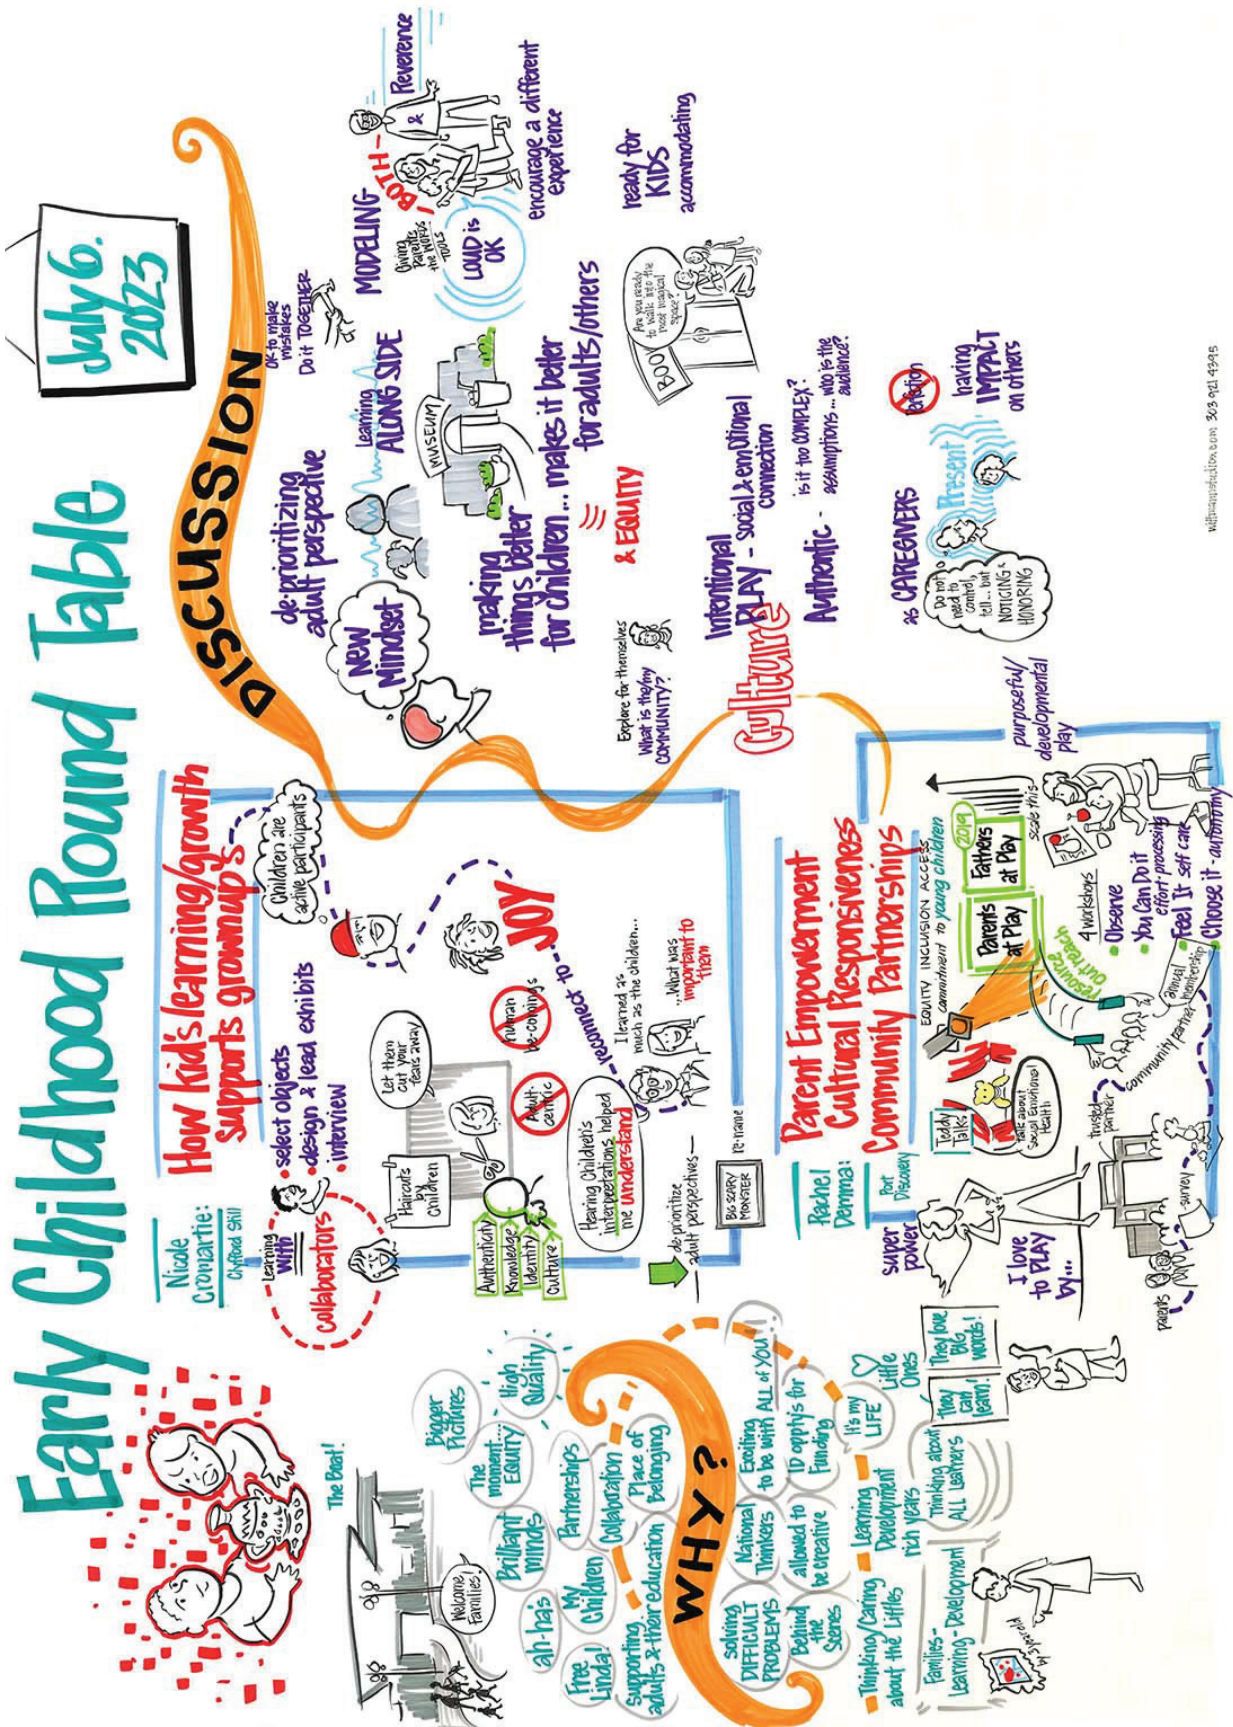 Early Childhood Round Table
July 6.
2023
The Boat!
Welcome
Families!
Bigger
Pictures
High
Quality
The
moment...
EQUITY
Brilliant
minds
ah-has
Partnerships
My
Children
Free
Linda!
Collaboration
Place of
Belonging
Supporting
adults & their education
WHY?
Solving
DIFFICULT
PROBLEMS
National
Thinkers
Exciting
to be with ALL of YOU!
Behind
the
Scenes
allowed to
be creative
ID oppty's for
Funding
It's my
LIFE
Little
Ones
Thinking/Caring
about the Littles
Learning
Development
rich years
Families-
Learning-Development
Thinking about
ALL Learners
They
can
learn!
They love
BIG
words!
by 3 year old
Nicole
Cromartie:
Clyfford Still
How kid's learning/growth
Supports grownup's
Learning
WITH
Collaborators
• select objects
• design & lead exhibits
• interview
Children are
active participants
Haircuts
by
Children
Let them
cut your
fears away
Authenticity
Knowledge
Identity
Culture
Adult-
centric
human
be-comings
reconnect to - JOY
Hearing Children's
interpretations helped
me understand
I learned as
much as the children...
...What was
important to
them
de-prioritize
adult perspectives
BIG SCARY
MONSTER
re-name
Rachel
Demma:
Port
Discovery
Parent Empowerment
Cultural Responsiveness
Community Partnerships
EQUITY INCLUSION ACCESS
commitment to young children
super
power
I love
to PLAY
by...
Teddy
Talks
Talk about
Social Emotional
Health
Parents
at Play
2019
Fathers
at Play
scale this
resource
outreach
4 workshops
• Observe
• You Can Do it
effort-processing
• Feel It self care
• Choose it - autonomy
annual
membership
community partner
trusted
partner
survey
parents
purposeful/
developmental
play
DISCUSSION
OK to make
mistakes
Do it TOGETHER
de-prioritizing
adult perspective
New
Mindset
Learning
ALONG SIDE
MODELING
Giving
Parents
the WORDS
TOOLS
BOTH
&
Reverence
LOUD is
OK
encourage a different
experience
MUSEUM
making
things better
for children... makes it better
for adults/others
& EQUITY
Explore for themselves
What is the/my
COMMUNITY?
Are you ready
to walk into the
most magical
space?
ready for
KIDS
accommodating
Culture
Intentional
PLAY - Social & emotional
connection
Authentic - is it too COMPLEX?
assumptions... who is the
audience?
as CAREGIVERS
Do not
need to
control,
tell... but
NOTICING &
HONORING
Present
perfection
having
IMPACT
on others
303 921 4395